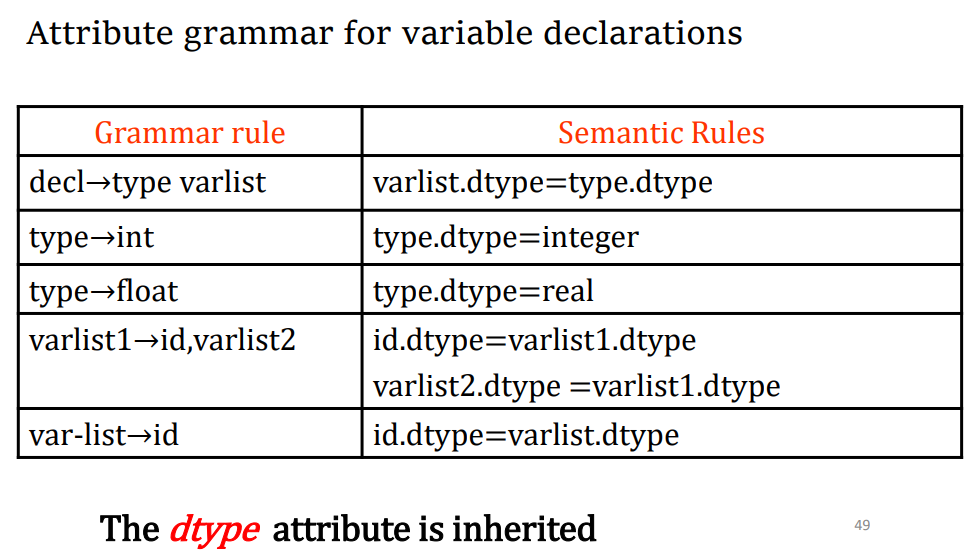 Attribute grammar for variable declarations
Grammar rule Semantic Rules
decl→type varlist varlist.dtype=type.dtype
type→int type.dtype=integer
type→float type.dtype=real
varlist1→id,varlist2 id.dtype=varlist1.dtype
varlist2.dtype =varlist1.dtype
var-list→id id.dtype=varlist.dtype
The dtype attribute is inherited
49